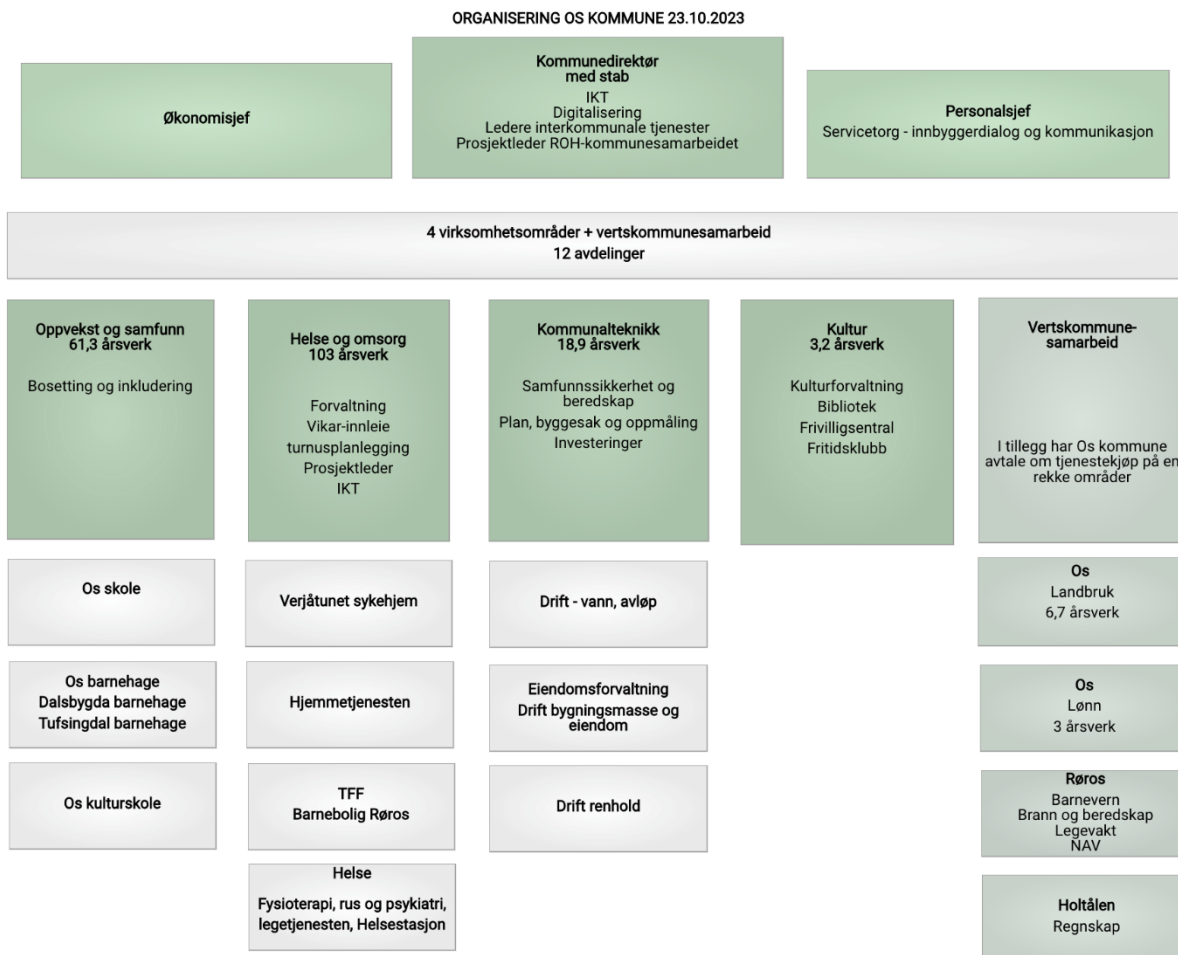 ORGANISERING OS KOMMUNE 23.10.2023
Økonomisjef
Kommunedirektør
med stab
IKT
Digitalisering
Ledere interkommunale tjenester
Prosjektleder ROH-kommunesamarbeidet
Personalsjef
Servicetorg - innbyggerdialog og kommunikasjon
4 virksomhetsområder + vertskommunesamarbeid
12 avdelinger
Oppvekst og samfunn
61,3 årsverk
Bosetting og inkludering
Helse og omsorg
103 årsverk
Forvaltning
Vikar-innleie
turnusplanlegging
Prosjektleder
IKT
Kommunalteknikk
18,9 årsverk
Samfunnssikkerhet og
beredskap
Plan, byggesak og oppmåling
Investeringer
Kultur
3,2 årsverk
Kulturforvaltning
Bibliotek
Frivilligsentral
Fritidsklubb
Vertskommune-
samarbeid
I tillegg har Os kommune
avtale om tjenestekjøp på en
rekke områder
Os skole
Os barnehage
Dalsbygda barnehage
Tufsingdal barnehage
Os kulturskole
Verjåtunet sykehjem
Hjemmetjenesten
TFF
Barnebolig Røros
Helse
Fysioterapi, rus og psykiatri,
legetjenesten, Helsestasjon
Drift - vann, avløp
Eiendomsforvaltning
Drift bygningsmasse og
eiendom
Drift renhold
Os
Landbruk
6,7 årsverk
Os
Lønn
3 årsverk
Røros
Barnevern
Brann og beredskap
Legevakt
NAV
Holtålen
Regnskap